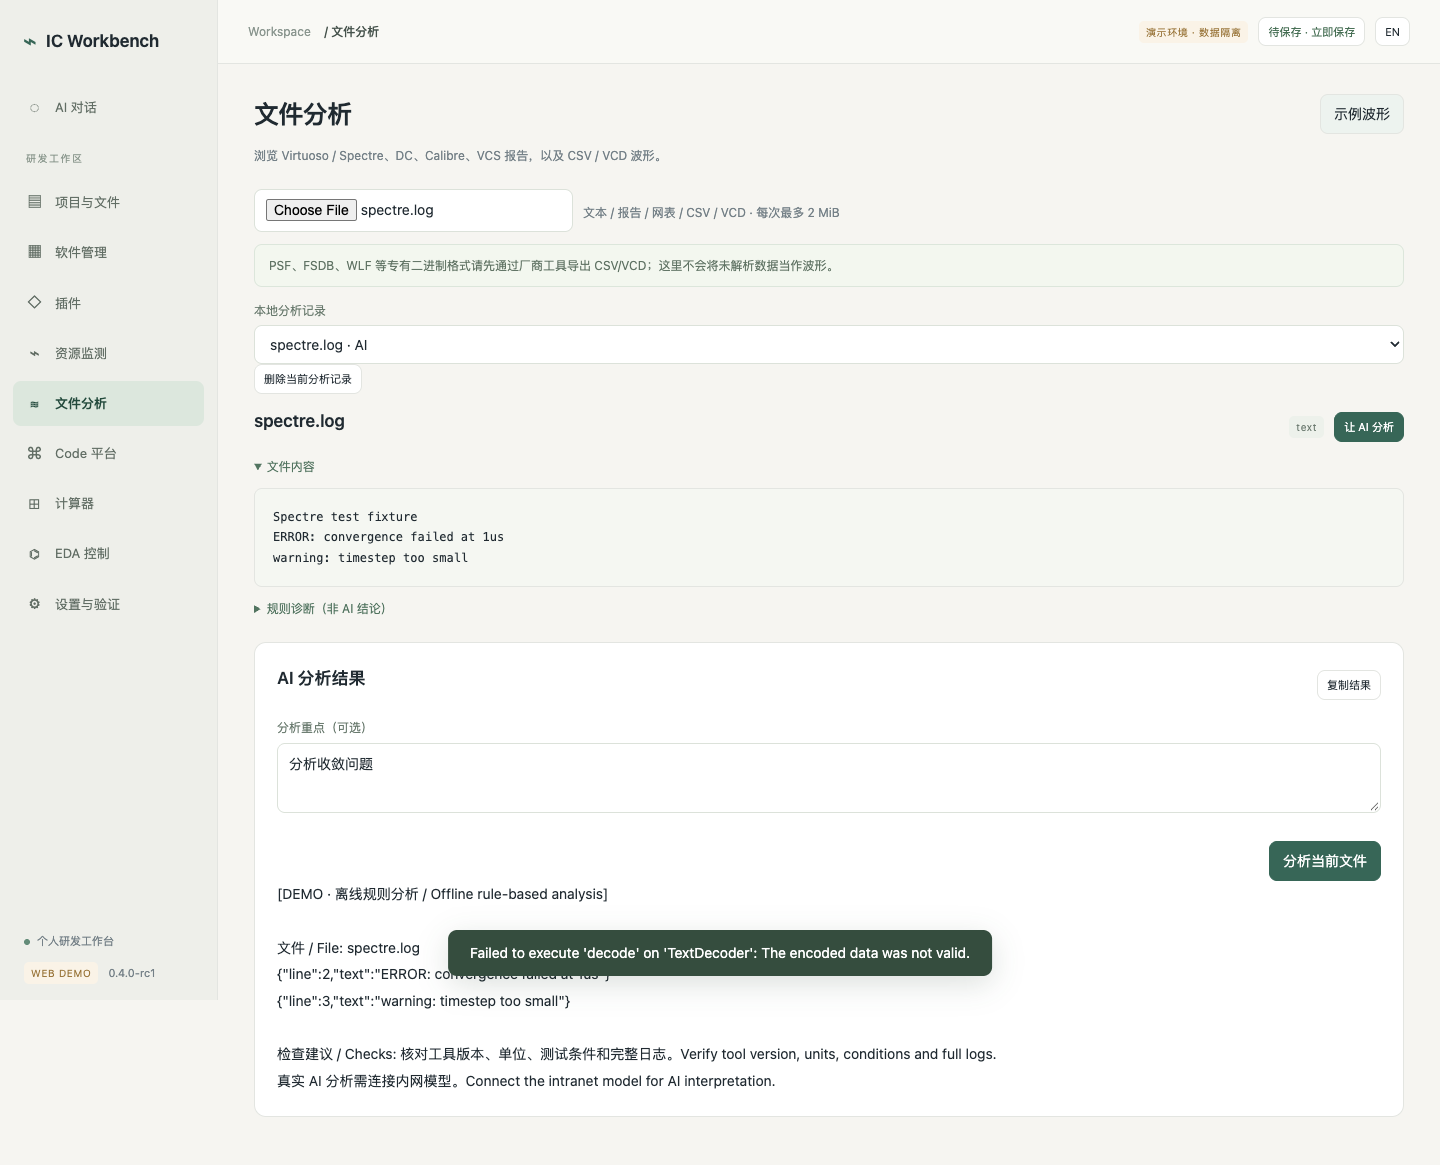 IC Workbench
AI 对话
研发工作区
项目与文件
软件管理
插件
资源监测
文件分析
Code 平台
计算器
EDA 控制
设置与验证
个人研发工作台
WEB DEMO 0.4.0-rc1
Workspace / 文件分析
演示环境 · 数据隔离
待保存 · 立即保存
EN
文件分析
示例波形
浏览 Virtuoso / Spectre、DC、Calibre、VCS 报告，以及 CSV / VCD 波形。
Choose File spectre.log
文本 / 报告 / 网表 / CSV / VCD · 每次最多 2 MiB
PSF、FSDB、WLF 等专有二进制格式请先通过厂商工具导出 CSV/VCD；这里不会将未解析数据当作波形。
本地分析记录
spectre.log · AI
删除当前分析记录
spectre.log
text
让 AI 分析
文件内容
Spectre test fixture
ERROR: convergence failed at 1us
warning: timestep too small
规则诊断（非 AI 结论）
AI 分析结果
复制结果
分析重点（可选）
分析收敛问题
分析当前文件
[DEMO · 离线规则分析 / Offline rule-based analysis]
文件 / File: spectre.log
Failed to execute 'decode' on 'TextDecoder': The encoded data was not valid.
{"line":2,"text":"ERROR: convergence failed at 1us"}
{"line":3,"text":"warning: timestep too small"}
检查建议 / Checks: 核对工具版本、单位、测试条件和完整日志。Verify tool version, units, conditions and full logs.
真实 AI 分析需连接内网模型。Connect the intranet model for AI interpretation.